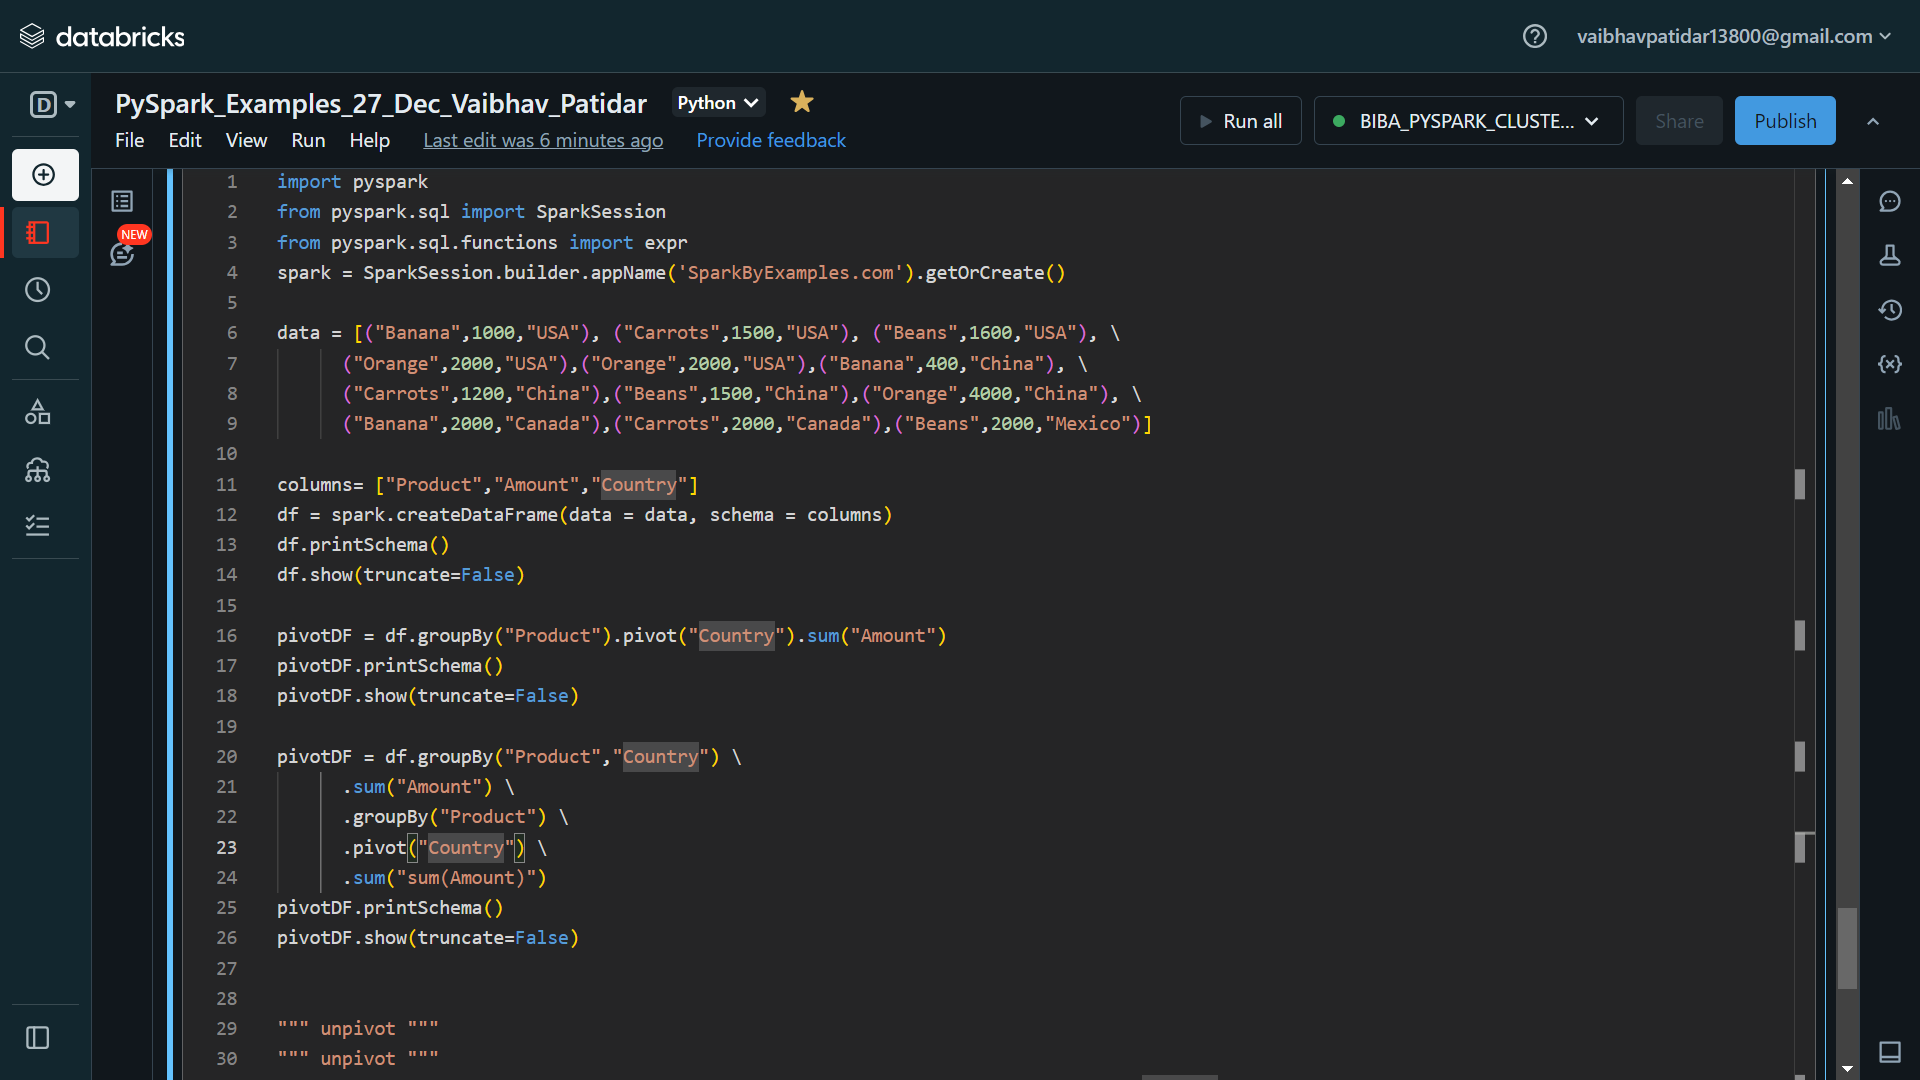 databricks
vaibhavpatidar13800@gmail.com
D
PySpark_Examples_27_Dec_Vaibhav_Patidar
Python
File Edit View Run Help Last edit was 6 minutes ago Provide feedback
Run all
BIBA_PYSPARK_CLUSTE...
Share
Publish
NEW
1 import pyspark
2 from pyspark.sql import SparkSession
3 from pyspark.sql.functions import expr
4 spark = SparkSession.builder.appName('SparkByExamples.com').getOrCreate()
5
6 data = [("Banana",1000,"USA"), ("Carrots",1500,"USA"), ("Beans",1600,"USA"), \
7 ("Orange",2000,"USA"),("Orange",2000,"USA"),("Banana",400,"China"), \
8 ("Carrots",1200,"China"),("Beans",1500,"China"),("Orange",4000,"China"), \
9 ("Banana",2000,"Canada"),("Carrots",2000,"Canada"),("Beans",2000,"Mexico")]
10
11 columns= ["Product","Amount","Country"]
12 df = spark.createDataFrame(data = data, schema = columns)
13 df.printSchema()
14 df.show(truncate=False)
15
16 pivotDF = df.groupBy("Product").pivot("Country").sum("Amount")
17 pivotDF.printSchema()
18 pivotDF.show(truncate=False)
19
20 pivotDF = df.groupBy("Product","Country") \
21 .sum("Amount") \
22 .groupBy("Product") \
23 .pivot("Country") \
24 .sum("sum(Amount)")
25 pivotDF.printSchema()
26 pivotDF.show(truncate=False)
27
28
29 """ unpivot """
30 """ unpivot """